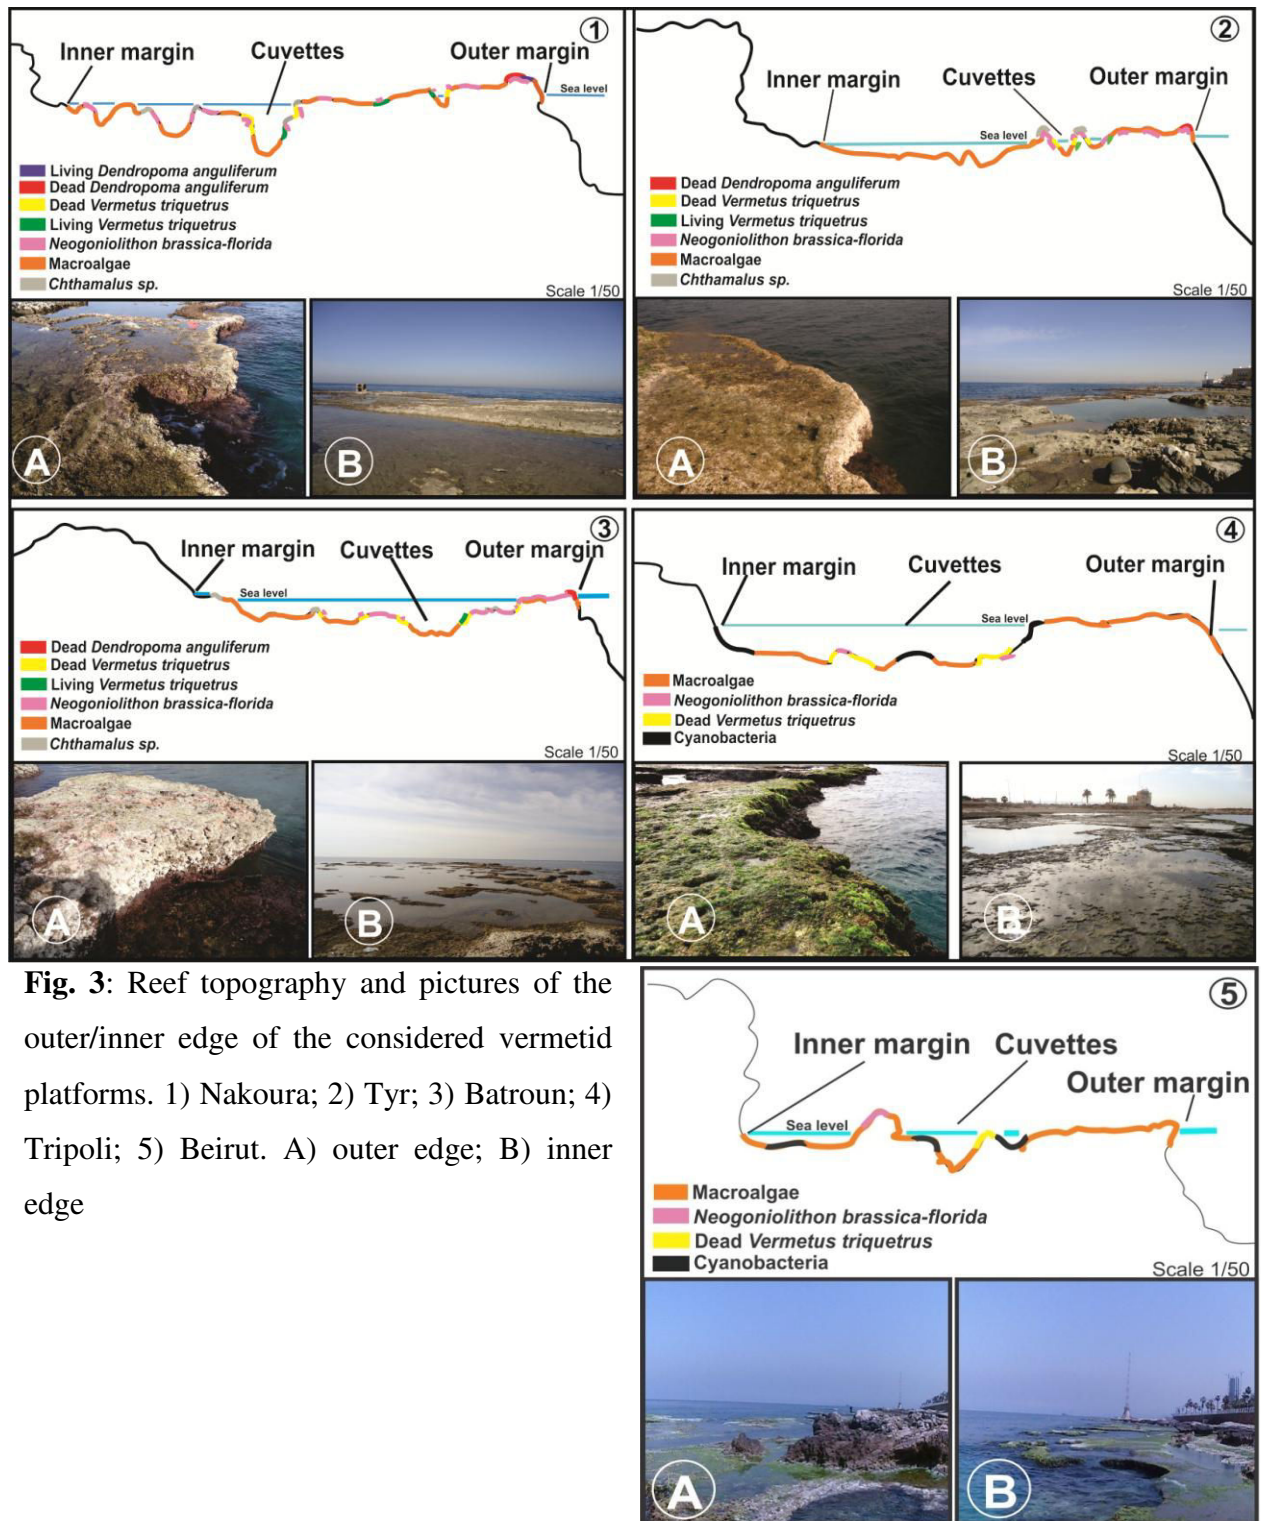 1
Inner margin
Cuvettes
Outer margin
Sea level
Living Dendropoma anguliferum
Dead Dendropoma anguliferum
Dead Vermetus triquetrus
Living Vermetus triquetrus
Neogoniolithon brassica-florida
Macroalgae
Chthamalus sp.
Scale 1/50
A
B
2
Inner margin
Cuvettes
Outer margin
Sea level
Dead Dendropoma anguliferum
Dead Vermetus triquetrus
Living Vermetus triquetrus
Neogoniolithon brassica-florida
Macroalgae
Chthamalus sp.
Scale 1/50
A
B
3
Inner margin
Cuvettes
Outer margin
Sea level
Dead Dendropoma anguliferum
Dead Vermetus triquetrus
Living Vermetus triquetrus
Neogoniolithon brassica-florida
Macroalgae
Chthamalus sp.
Scale 1/50
A
B
4
Inner margin
Cuvettes
Outer margin
Sea level
Macroalgae
Neogoniolithon brassica-florida
Dead Vermetus triquetrus
Cyanobacteria
Scale 1/50
A
B
Fig. 3: Reef topography and pictures of the
outer/inner edge of the considered vermetid
platforms. 1) Nakoura; 2) Tyr; 3) Batroun; 4)
Tripoli; 5) Beirut. A) outer edge; B) inner
edge
5
Inner margin
Cuvettes
Outer margin
Sea level
Macroalgae
Neogoniolithon brassica-florida
Dead Vermetus triquetrus
Cyanobacteria
Scale 1/50
A
B